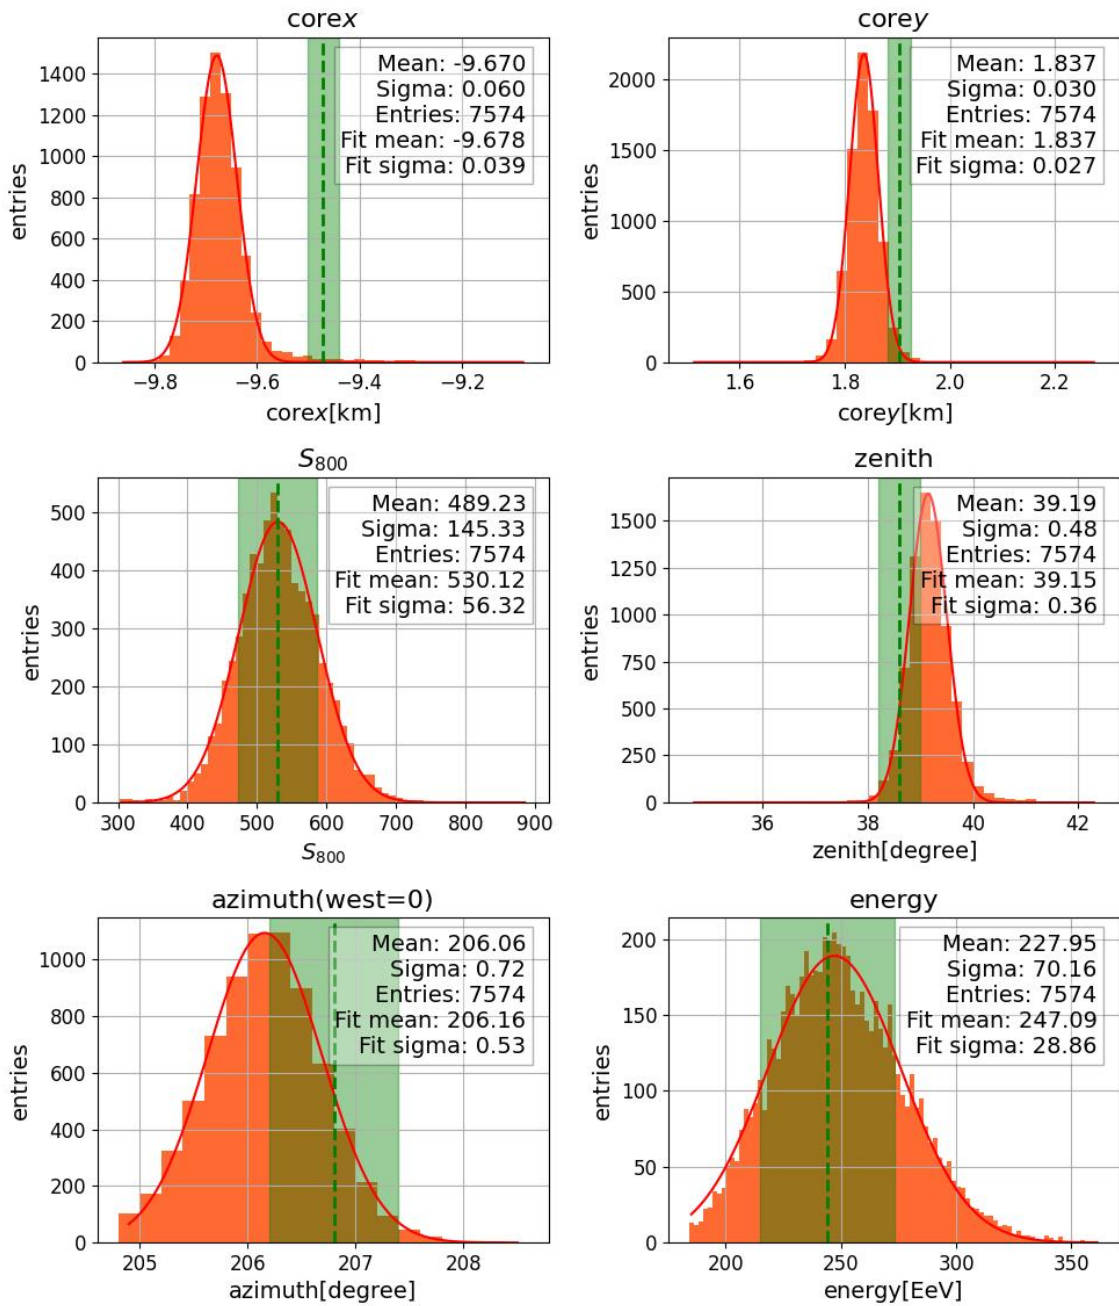 corex
1400
1200
1000
800
600
400
200
0
entries
Mean: -9.670
Sigma: 0.060
Entries: 7574
Fit mean: -9.678
Fit sigma: 0.039
−9.8 −9.6 −9.4 −9.2
corex[km]
corey
2000
1500
1000
500
0
entries
Mean: 1.837
Sigma: 0.030
Entries: 7574
Fit mean: 1.837
Fit sigma: 0.027
1.6 1.8 2.0 2.2
corey[km]
S800
500
400
300
200
100
0
entries
Mean: 489.23
Sigma: 145.33
Entries: 7574
Fit mean: 530.12
Fit sigma: 56.32
300 400 500 600 700 800 900
S800
zenith
1500
1250
1000
750
500
250
0
entries
Mean: 39.19
Sigma: 0.48
Entries: 7574
Fit mean: 39.15
Fit sigma: 0.36
36 38 40 42
zenith[degree]
azimuth(west=0)
1000
800
600
400
200
0
entries
Mean: 206.06
Sigma: 0.72
Entries: 7574
Fit mean: 206.16
Fit sigma: 0.53
205 206 207 208
azimuth[degree]
energy
200
150
100
50
0
entries
Mean: 227.95
Sigma: 70.16
Entries: 7574
Fit mean: 247.09
Fit sigma: 28.86
200 250 300 350
energy[EeV]